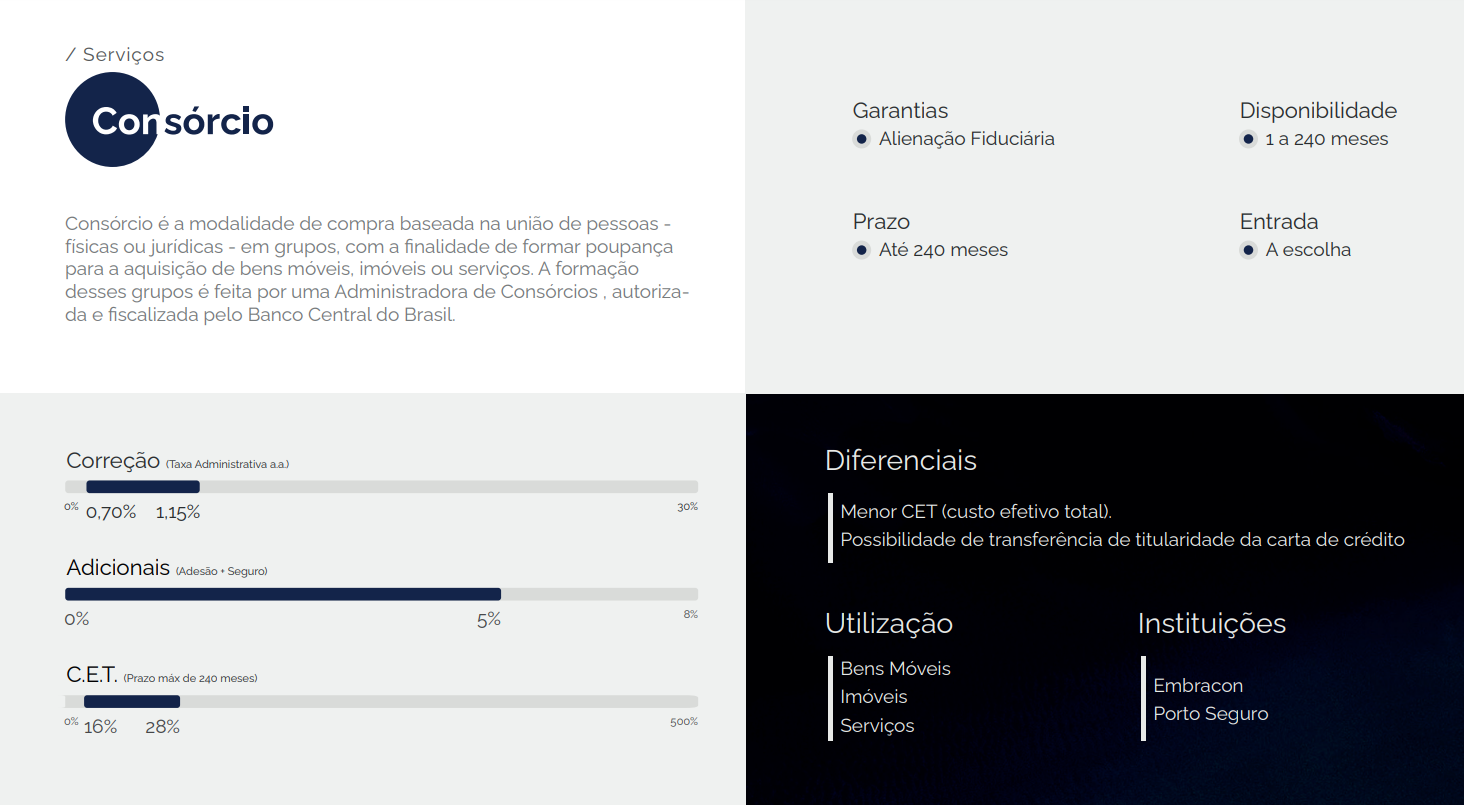 / Serviços
Consórcio
Consórcio é a modalidade de compra baseada na união de pessoas -
físicas ou jurídicas - em grupos, com a finalidade de formar poupança
para a aquisição de bens móveis, imóveis ou serviços. A formação
desses grupos é feita por uma Administradora de Consórcios , autoriza-
da e fiscalizada pelo Banco Central do Brasil.
Garantias
Alienação Fiduciária
Disponibilidade
1 a 240 meses
Prazo
Até 240 meses
Entrada
A escolha
Correção (Taxa Administrativa a.a.)
0% 0,70% 1,15% 30%
Adicionais (Adesão + Seguro)
0% 5% 8%
C.E.T. (Prazo máx de 240 meses)
0% 16% 28% 500%
Diferenciais
Menor CET (custo efetivo total).
Possibilidade de transferência de titularidade da carta de crédito
Utilização
Bens Móveis
Imóveis
Serviços
Instituições
Embracon
Porto Seguro